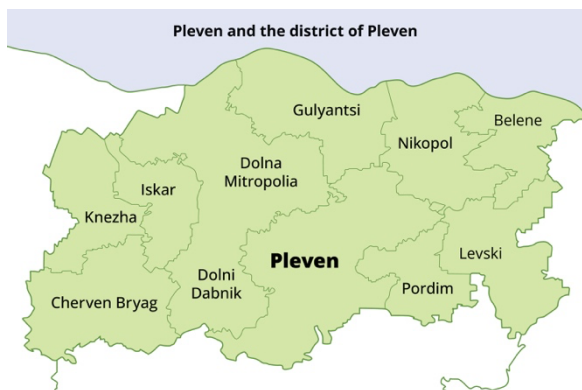 Pleven and the district of Pleven
Gulyantsi
Belene
Nikopol
Dolna
Mitropolia
Iskar
Knezha
Levski
Pleven
Dolni
Dabnik
Pordim
Cherven Bryag